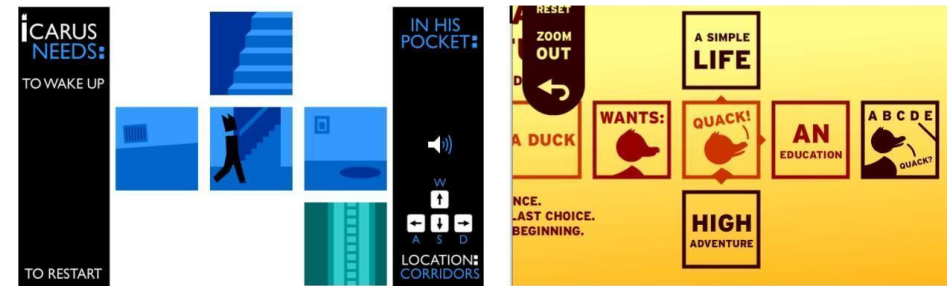 iCARUS
NEEDS:
TO WAKE UP
TO RESTART
IN HIS
POCKET:
W
A S D
LOCATION:
CORRIDORS
RESET
ZOOM
OUT
A DUCK
NCE.
LAST CHOICE.
BEGINNING.
WANTS:
A SIMPLE
LIFE
QUACK!
HIGH
ADVENTURE
AN
EDUCATION
A B C D E
QUACK?